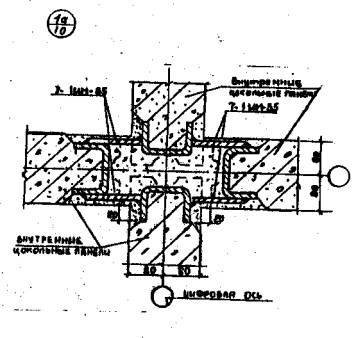 1а
10
ВНУТРЕННИЕ
ЦОКОЛЬНЫЕ ПАНЕЛИ
80
80
ВНУТРЕННИЕ
ЦОКОЛЬНЫЕ ПАНЕЛИ
80 80
ЦИФРОВАЯ ОСЬ